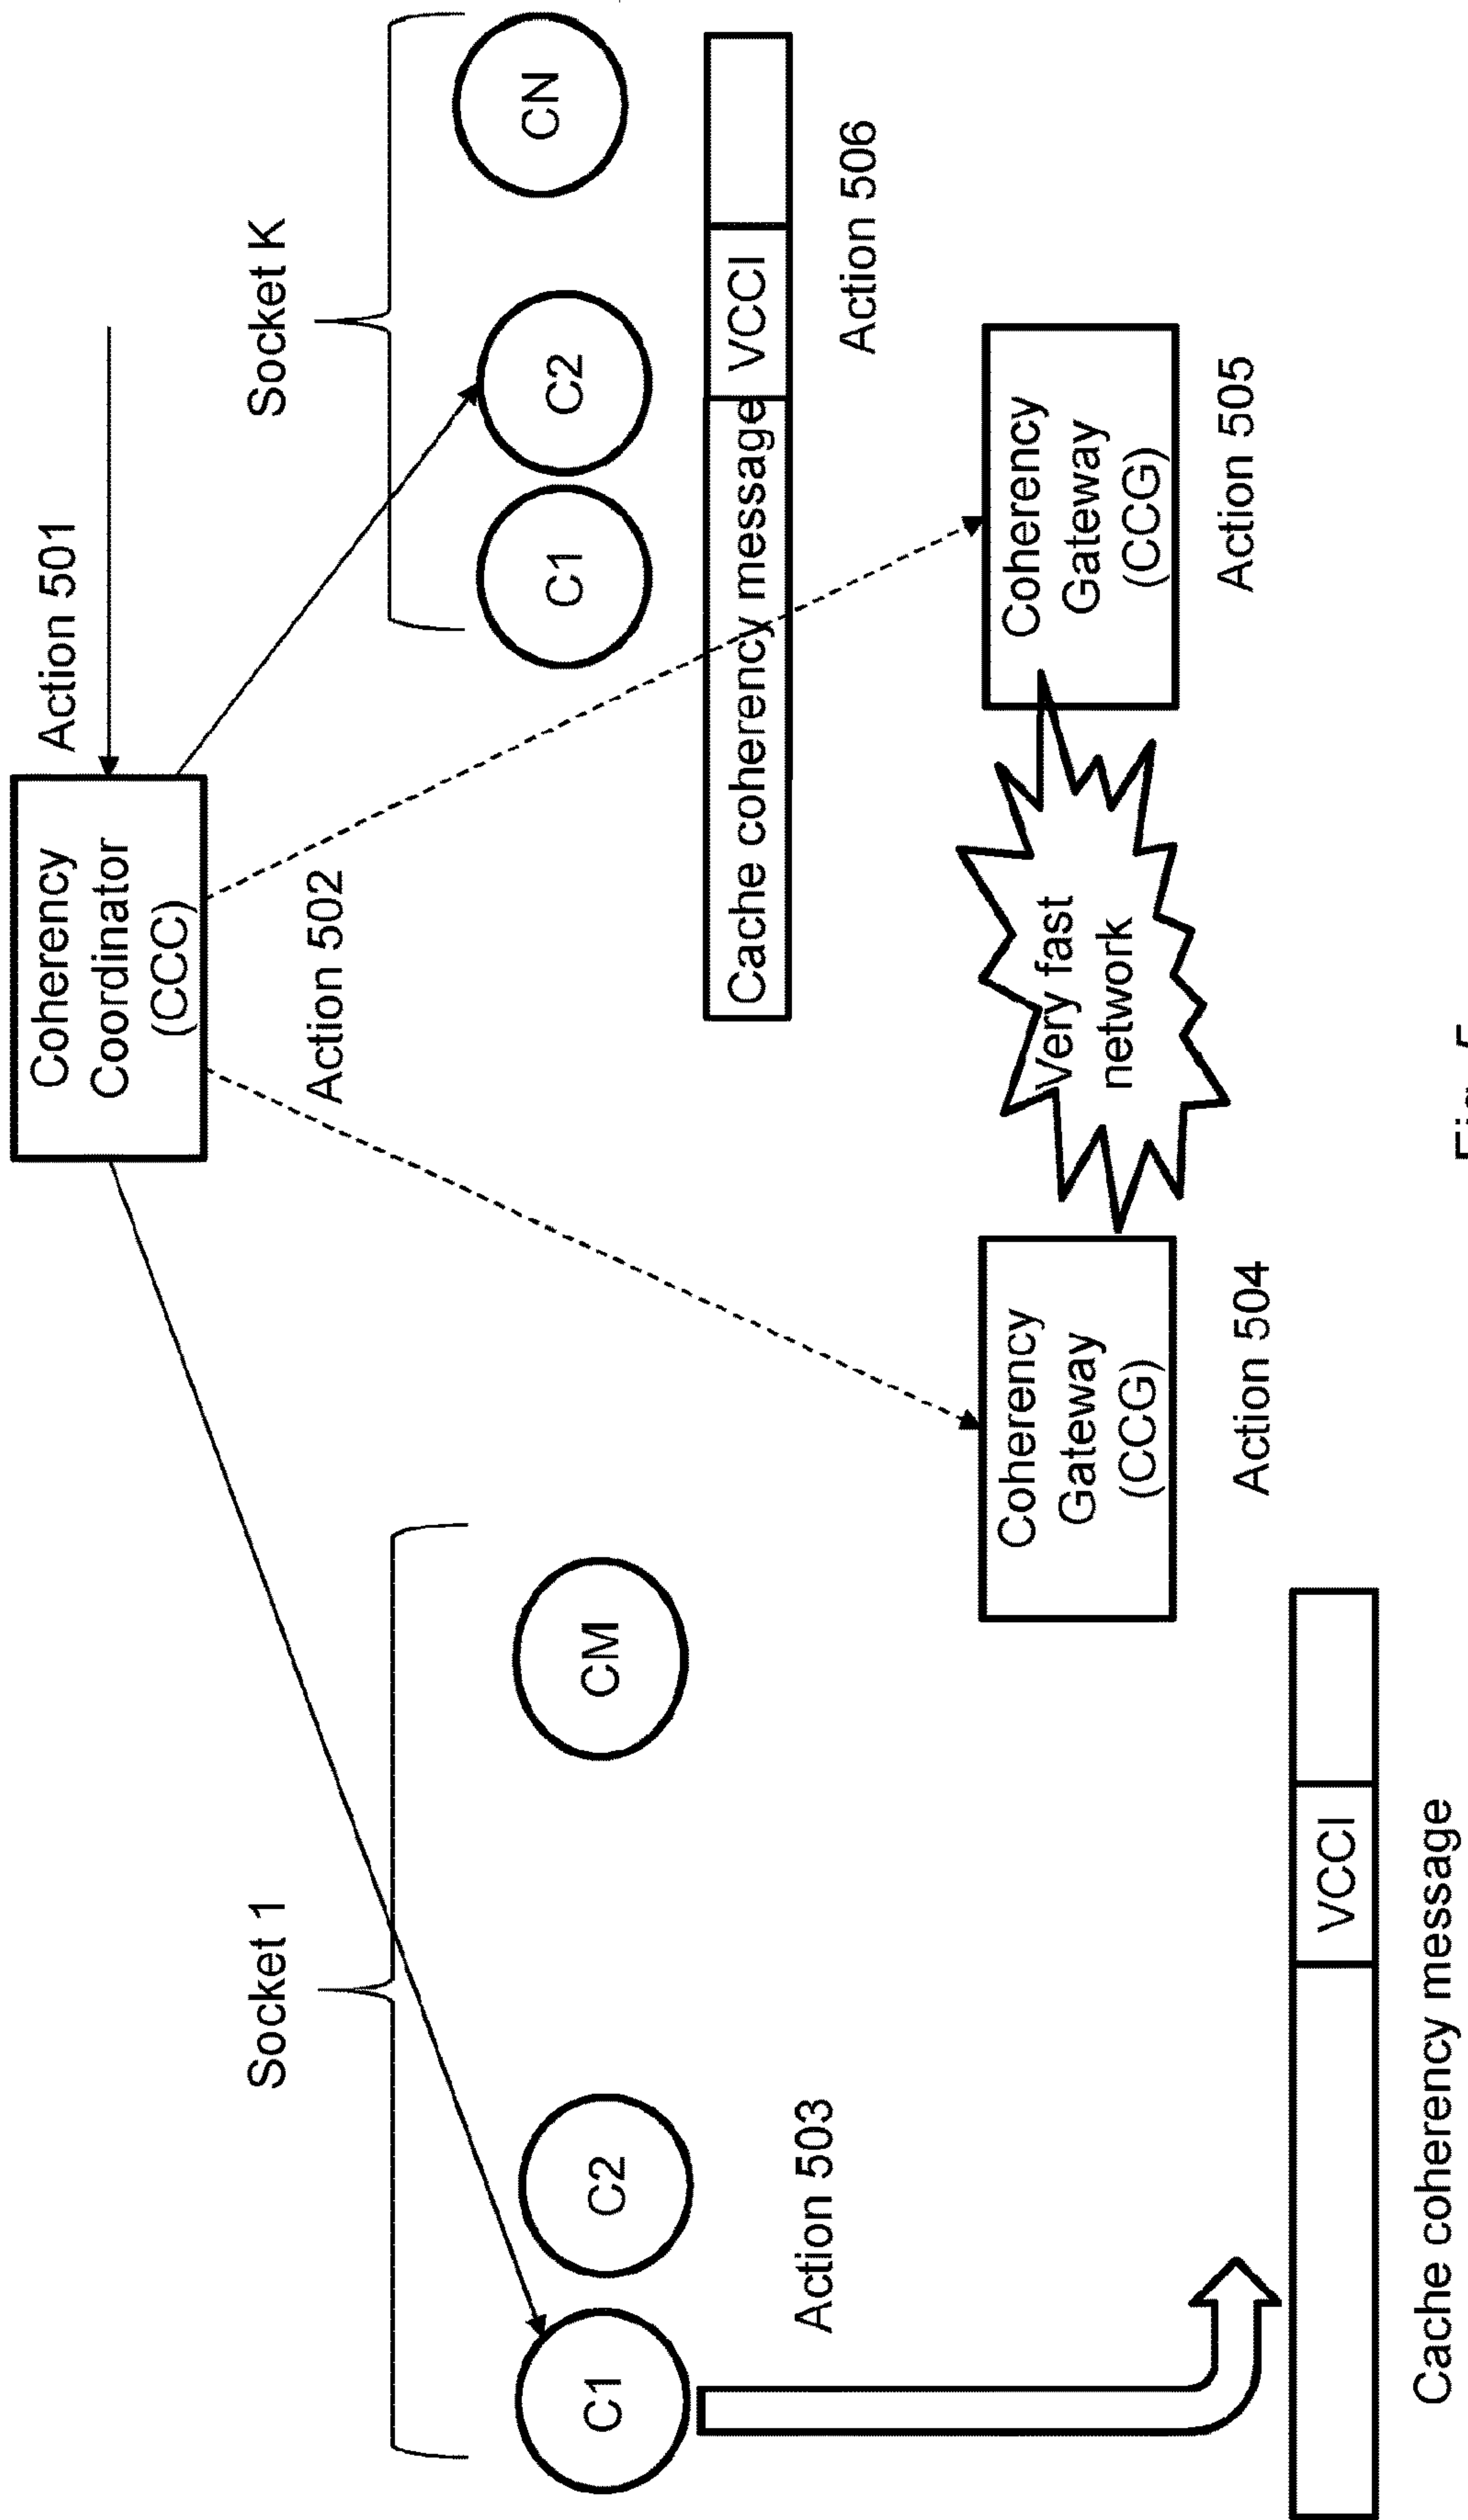 Action 501
Coherency
Coordinator
(CCC)
Action 502
Socket 1
Socket K
C1
C2
CM
C1
C2
CN
Action 503
Cache coherency message
VCCI
Action 506
Coherency
Gateway
(CCG)
Action 504
Very fast
network
Coherency
Gateway
(CCG)
Action 505
VCCI
Cache coherency message